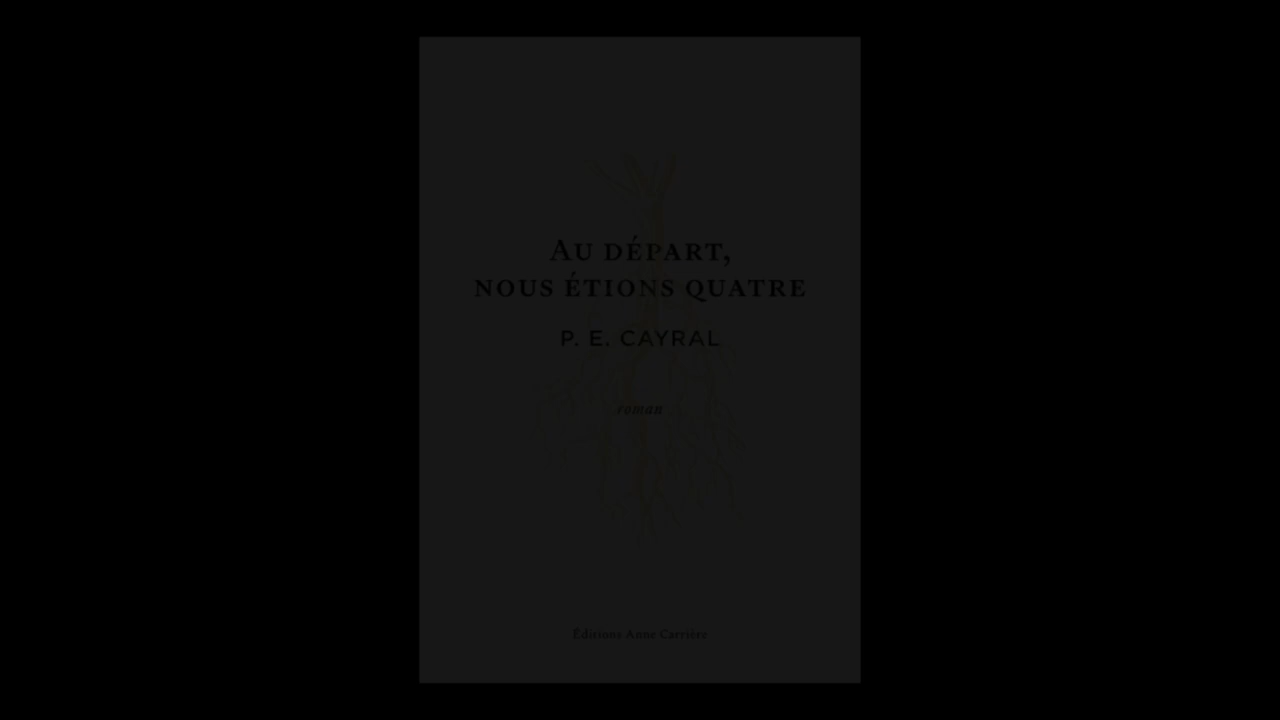 AU DÉPART,
NOUS ÉTIONS QUATRE
P. E. CAYRAL
roman
Éditions Anne Carrière